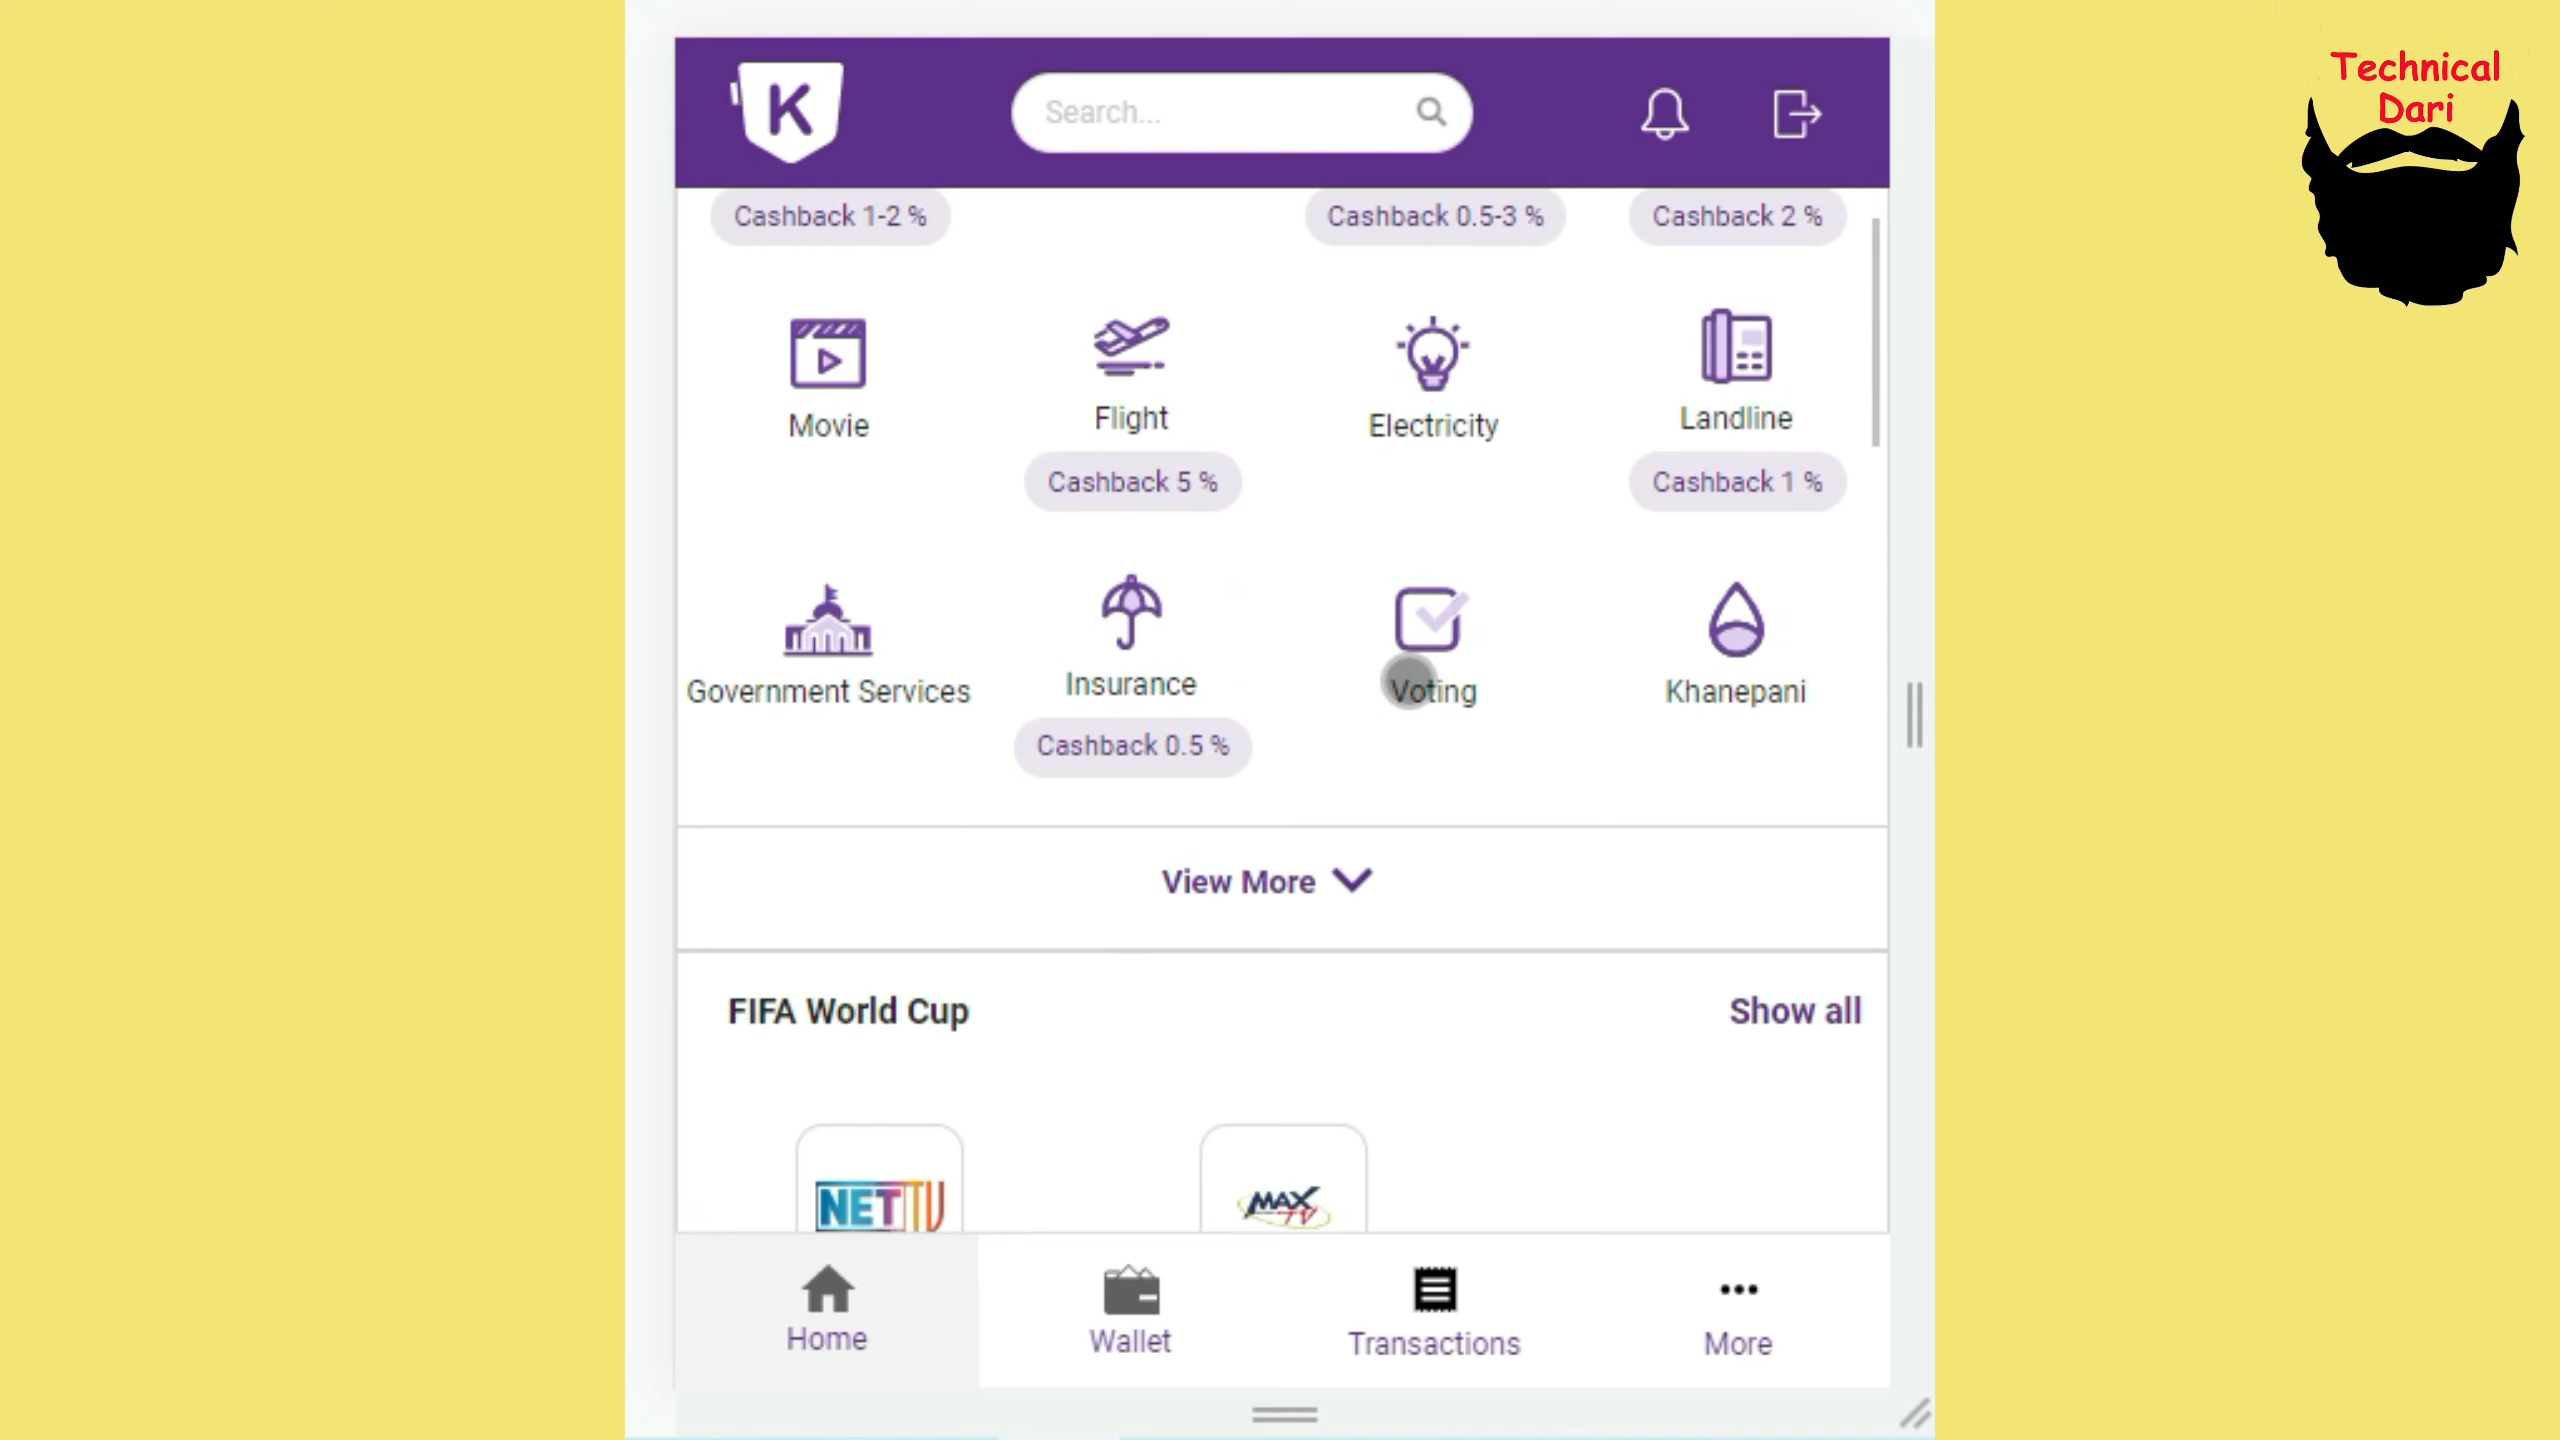 Technical
Dari
K
Search...
Cashback 1-2 %
Cashback 0.5-3 %
Cashback 2 %
Movie
Flight
Electricity
Landline
Cashback 5 %
Cashback 1 %
Government Services
Insurance
Voting
Khanepani
Cashback 0.5 %
View More
FIFA World Cup
Show all
NETTV
MAX TV
Home
Wallet
Transactions
More